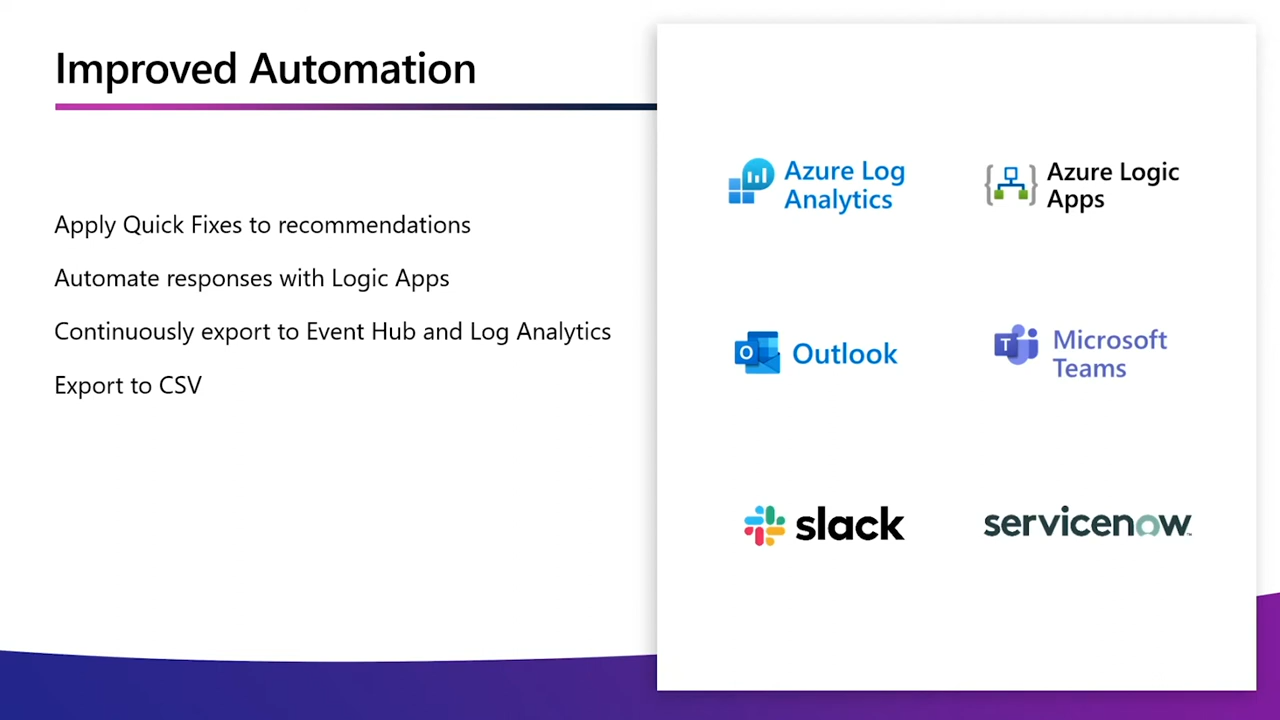 Improved Automation
Apply Quick Fixes to recommendations
Automate responses with Logic Apps
Continuously export to Event Hub and Log Analytics
Export to CSV
Azure Log
Analytics
Azure Logic
Apps
Outlook
Microsoft
Teams
slack
servicenow